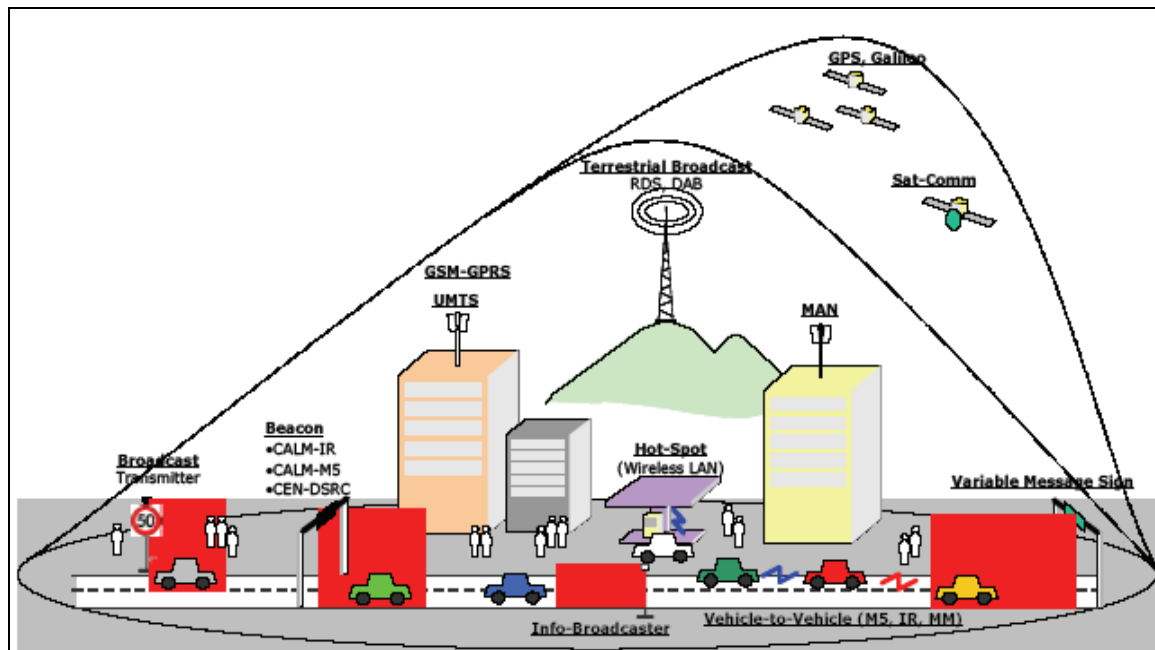 GPS, Galileo
Terrestrial Broadcast
RDS, DAB
Sat-Comm
GSM-GPRS
UMTS
MAN
Beacon
•CALM-IR
•CALM-M5
•CEN-DSRC
Broadcast
Transmitter
Hot-Spot
(Wireless LAN)
Variable Message Sign
50
Info-Broadcaster
Vehicle-to-Vehicle (M5, IR, MM)